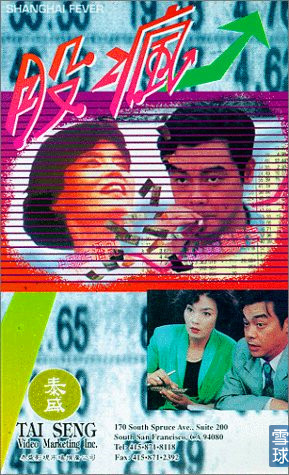 SHANGHAI FEVER
股瘋
泰盛
TAI SENG
Video Marketing Inc.
170 South Spruce Ave., Suite 200
South San Francisco, CA 94080
Tel. 415-871-8118
Fax. 415-871-2392
雪球